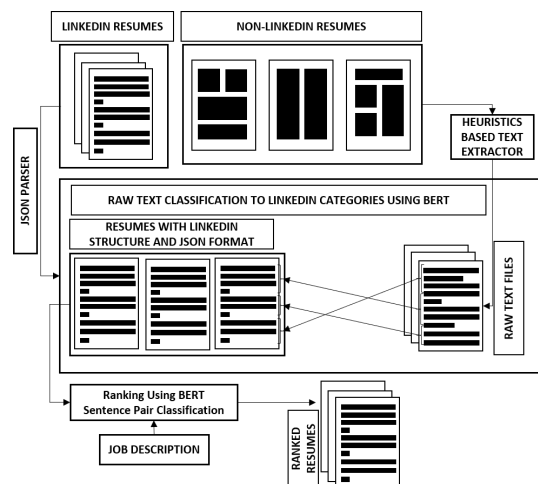 LINKEDIN RESUMES
NON-LINKEDIN RESUMES
HEURISTICS
BASED TEXT
EXTRACTOR
JSON PARSER
RAW TEXT CLASSIFICATION TO LINKEDIN CATEGORIES USING BERT
RESUMES WITH LINKEDIN
STRUCTURE AND JSON FORMAT
RAW TEXT FILES
Ranking Using BERT
Sentence Pair Classification
JOB DESCRIPTION
RANKED
RESUMES